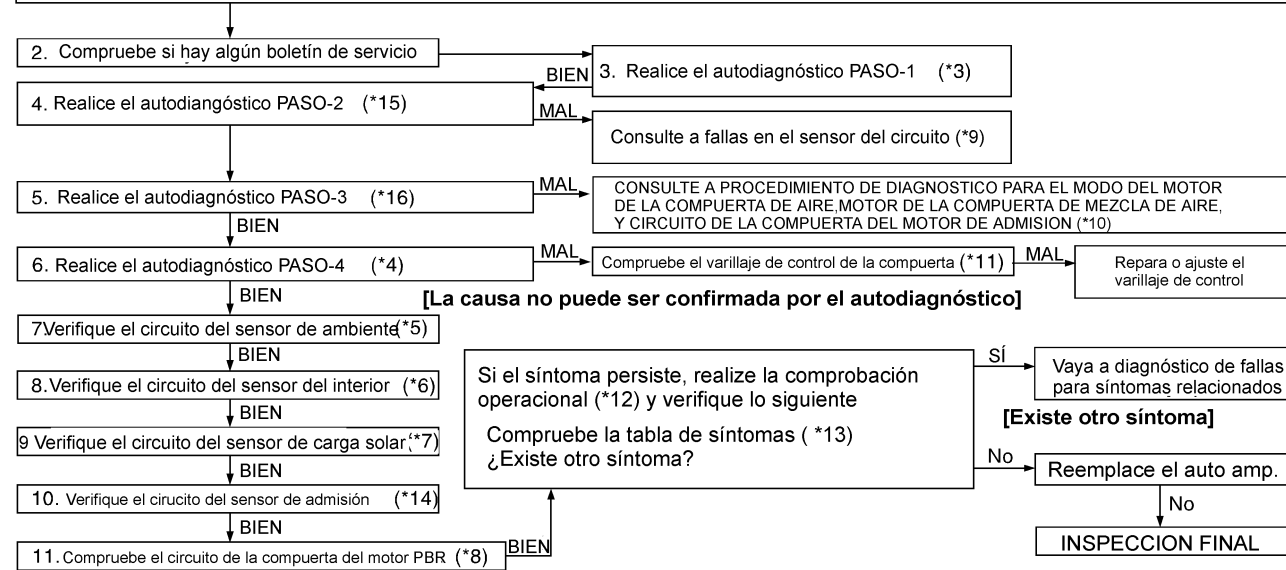 2. Compruebe si hay algún boletín de servicio
BIEN
3. Realice el autodiagnóstico PASO-1 (*3)
4. Realice el autodiangóstico PASO-2 (*15)
MAL
Consulte a fallas en el sensor del circuito (*9)
5. Realice el autodiagnóstico PASO-3 (*16)
MAL
CONSULTE A PROCEDIMIENTO DE DIAGNOSTICO PARA EL MODO DEL MOTOR
DE LA COMPUERTA DE AIRE,MOTOR DE LA COMPUERTA DE MEZCLA DE AIRE,
Y CIRCUITO DE LA COMPUERTA DEL MOTOR DE ADMISION (*10)
BIEN
6. Realice el autodiagnóstico PASO-4 (*4)
MAL
Compruebe el varillaje de control de la compuerta (*11)
MAL
Repara o ajuste el
varillaje de control
BIEN
[La causa no puede ser confirmada por el autodiagnóstico]
7.Verifique el circuito del sensor de ambiente(*5)
BIEN
8.Verifique el circuito del sensor del interior (*6)
BIEN
9 Verifique el circuito del sensor de carga solar (*7)
BIEN
10. Verifique el cirucito del sensor de admisión (*14)
BIEN
11.Compruebe el circuito de la compuerta del motor PBR (*8)
BIEN
Si el síntoma persiste, realize la comprobación
operacional (*12) y verifique lo siguiente
Compruebe la tabla de síntomas ( *13)
¿Existe otro síntoma?
SÍ
Vaya a diagnóstico de fallas
para síntomas relacionados
[Existe otro síntoma]
No
Reemplace el auto amp.
No
INSPECCION FINAL